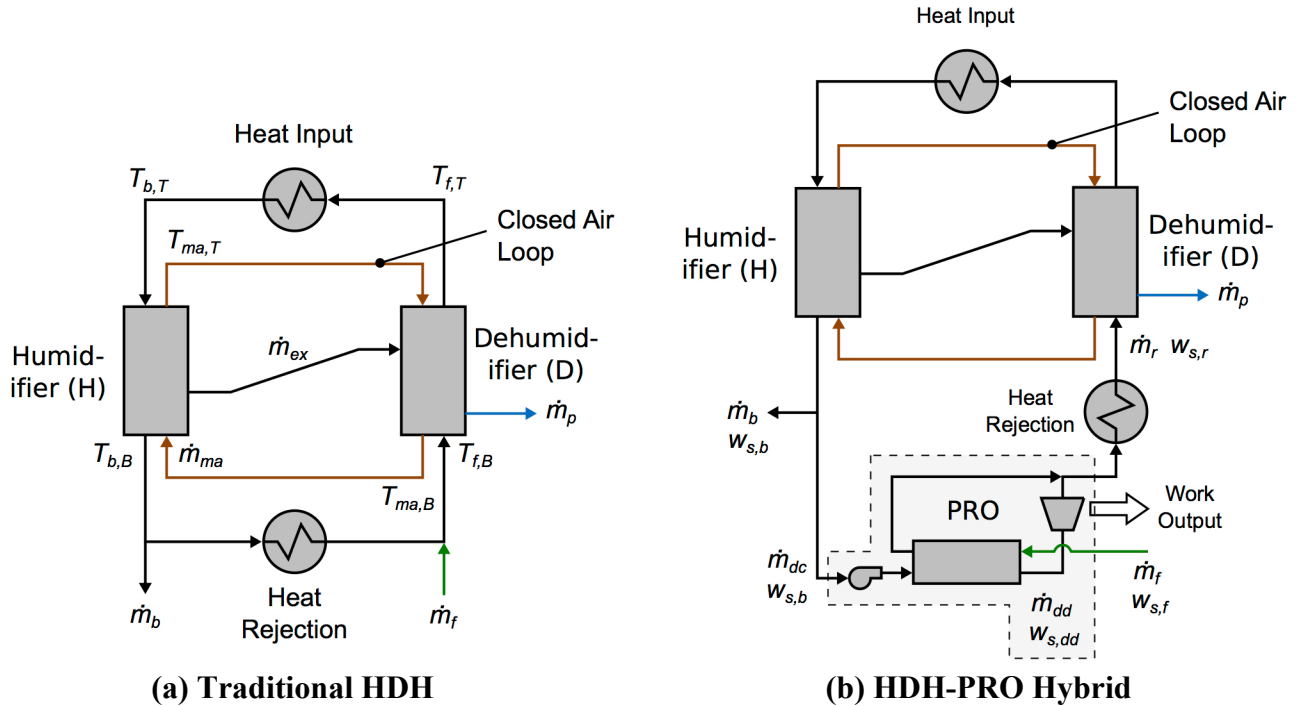 Heat Input
T_{b,T}
T_{f,T}
Closed Air
Loop
T_{ma,T}
Humid-
ifier (H)
ṁ_{ex}
Dehumid-
ifier (D)
ṁ_p
T_{b,B}
ṁ_{ma}
T_{f,B}
T_{ma,B}
ṁ_b
Heat
Rejection
ṁ_f
(a) Traditional HDH
Heat Input
Closed Air
Loop
Humid-
ifier (H)
Dehumid-
ifier (D)
ṁ_p
ṁ_r w_{s,r}
Heat
Rejection
ṁ_b
w_{s,b}
PRO
Work
Output
ṁ_{dc}
w_{s,b}
ṁ_{dd}
w_{s,dd}
ṁ_f
w_{s,f}
(b) HDH-PRO Hybrid